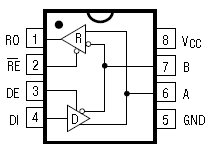 RO 1 R 8 VCC
RE 2 7 B
DE 3 6 A
DI 4 D 5 GND